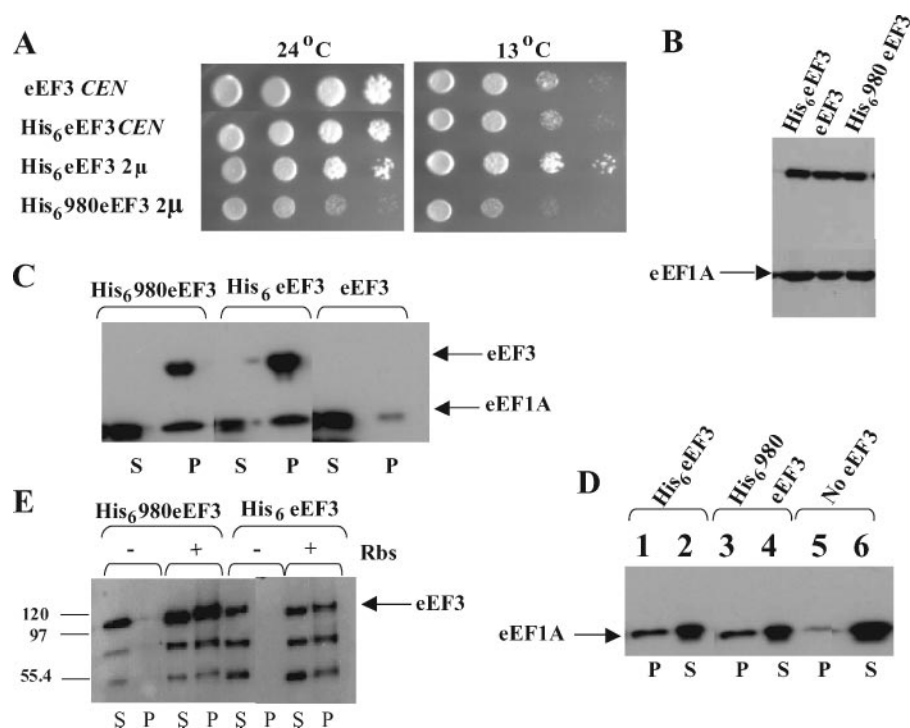 A
24 °C
13 °C
eEF3 CEN
His6eEF3CEN
His6eEF3 2μ
His6980eEF3 2μ
B
His6eEF3
eEF3
His6980 eEF3
eEF1A
C
His6980eEF3
His6 eEF3
eEF3
eEF3
eEF1A
S P S P S P
D
His6eEF3
His6980 eEF3
No eEF3
1 2 3 4 5 6
eEF1A
P S P S P S
E
His6980eEF3
His6 eEF3
- + - + Rbs
eEF3
120
97
55.4
S P S P S P S P